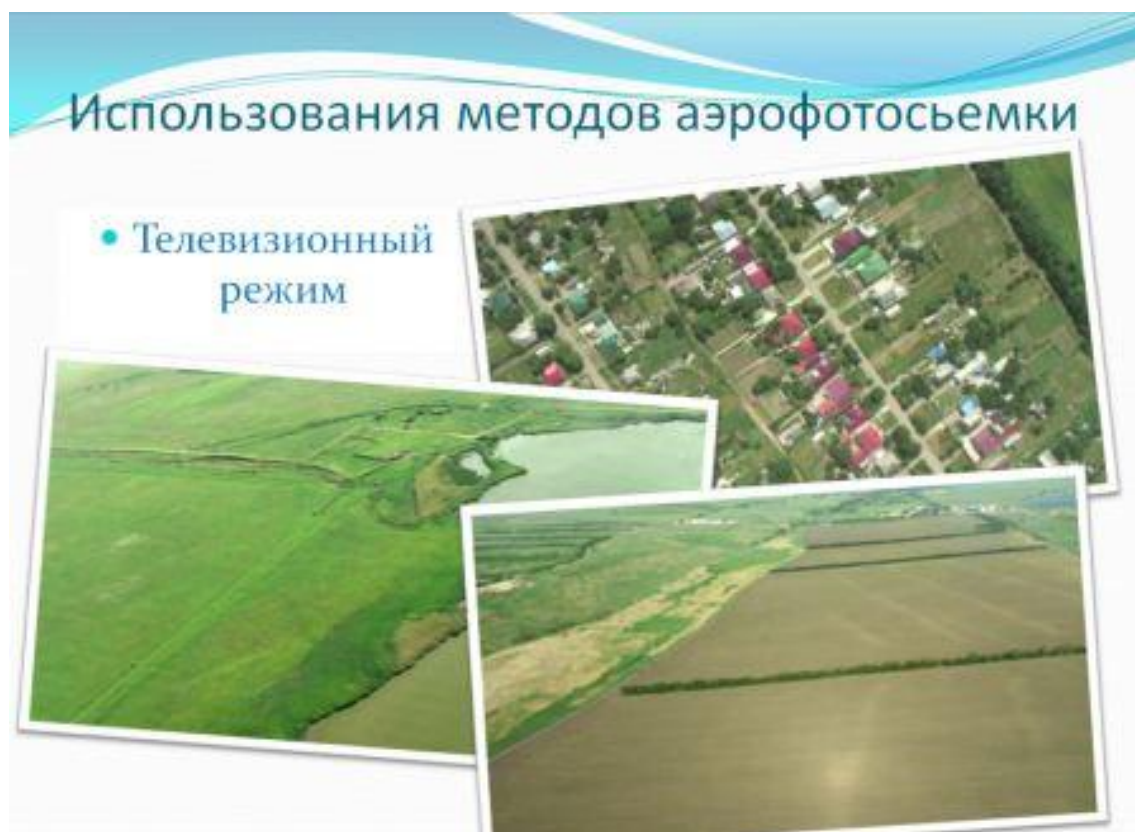 Использования методов аэрофотосьемки
• Телевизионный
режим